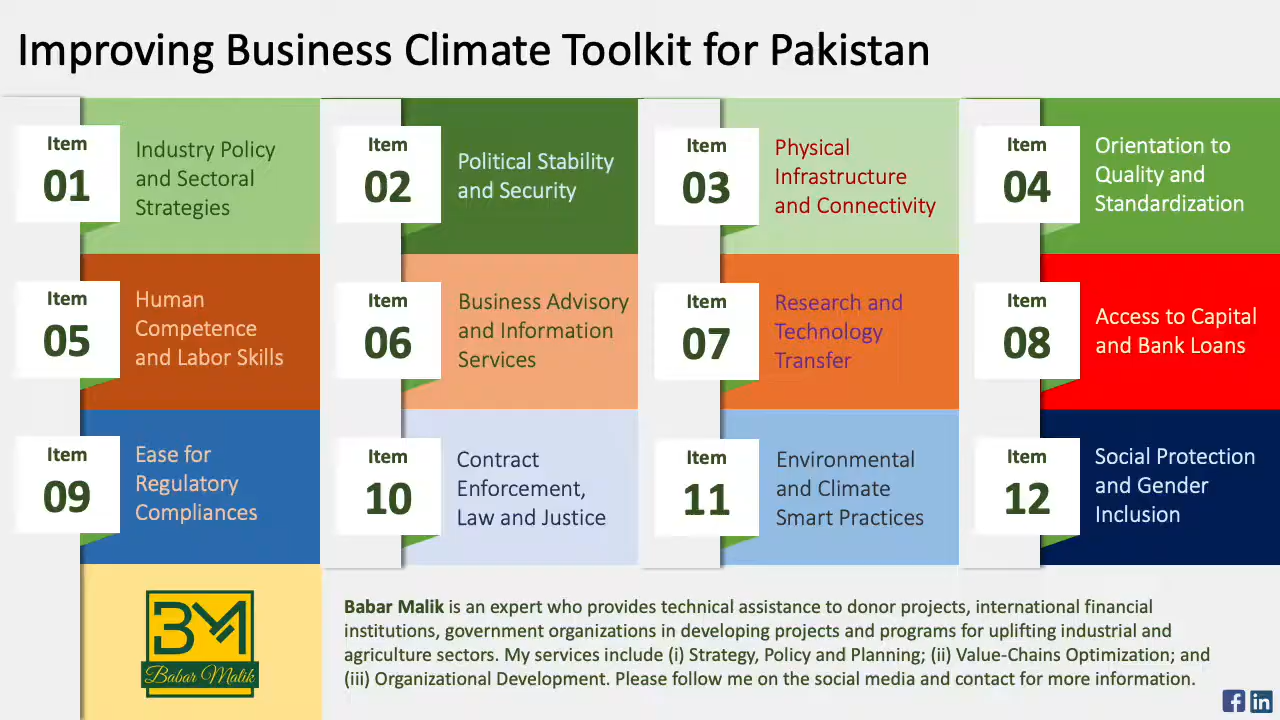 Improving Business Climate Toolkit for Pakistan
Item
01
Industry Policy
and Sectoral
Strategies
Item
02
Political Stability
and Security
Item
03
Physical
Infrastructure
and Connectivity
Item
04
Orientation to
Quality and
Standardization
Item
05
Human
Competence
and Labor Skills
Item
06
Business Advisory
and Information
Services
Item
07
Research and
Technology
Transfer
Item
08
Access to Capital
and Bank Loans
Item
09
Ease for
Regulatory
Compliances
Item
10
Contract
Enforcement,
Law and Justice
Item
11
Environmental
and Climate
Smart Practices
Item
12
Social Protection
and Gender
Inclusion
BM
Babar Malik
Babar Malik is an expert who provides technical assistance to donor projects, international financial
institutions, government organizations in developing projects and programs for uplifting industrial and
agriculture sectors. My services include (i) Strategy, Policy and Planning; (ii) Value-Chains Optimization; and
(iii) Organizational Development. Please follow me on the social media and contact for more information.
f in